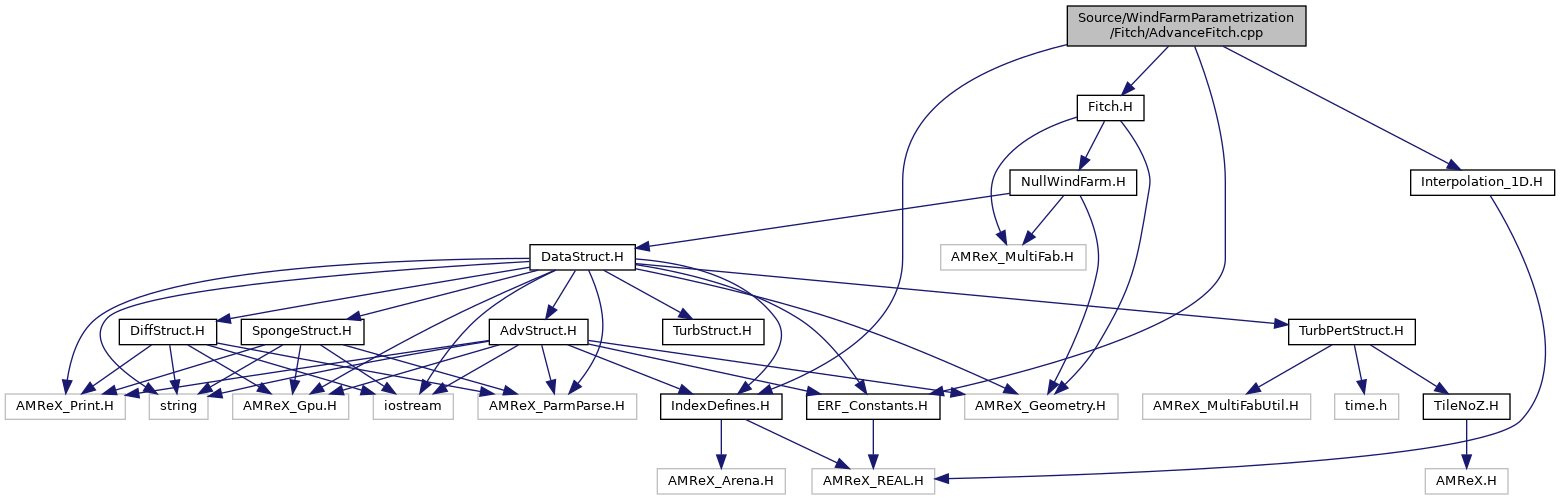 Source/WindFarmParametrization
/Fitch/AdvanceFitch.cpp
Fitch.H
NullWindFarm.H
Interpolation_1D.H
DataStruct.H
AMReX_MultiFab.H
DiffStruct.H
SpongeStruct.H
AdvStruct.H
TurbStruct.H
TurbPertStruct.H
AMReX_Print.H
string
AMReX_Gpu.H
iostream
AMReX_ParmParse.H
IndexDefines.H
ERF_Constants.H
AMReX_Geometry.H
AMReX_MultiFabUtil.H
time.h
TileNoZ.H
AMReX_Arena.H
AMReX_REAL.H
AMReX.H